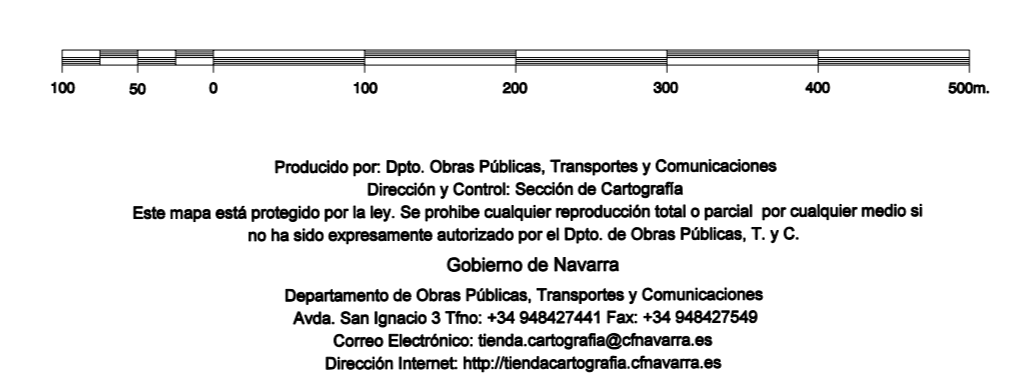 100 50 0 100 200 300 400 500m.
Producido por: Dpto. Obras Públicas, Transportes y Comunicaciones
Dirección y Control: Sección de Cartografía
Este mapa está protegido por la ley. Se prohibe cualquier reproducción total o parcial por cualquier medio si
no ha sido expresamente autorizado por el Dpto. de Obras Públicas, T. y C.
Gobierno de Navarra
Departamento de Obras Públicas, Transportes y Comunicaciones
Avda. San Ignacio 3 Tfno: +34 948427441 Fax: +34 948427549
Correo Electrónico: tienda.cartografia@cfnavarra.es
Dirección Internet: http://tiendacartografia.cfnavarra.es